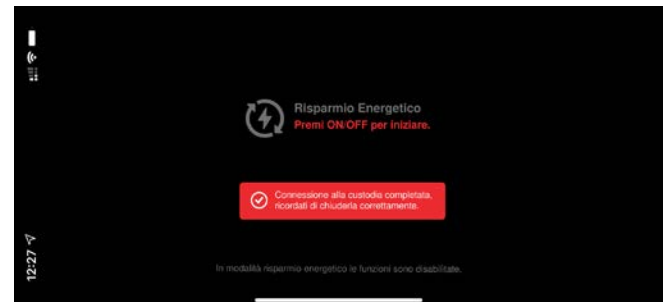 12:27
Risparmio Energetico
Premi ON/OFF per iniziare.
Connessione alla custodia completata,
ricordati di chiuderla correttamente.
In modalità risparmio energetico le funzioni sono disabilitate.